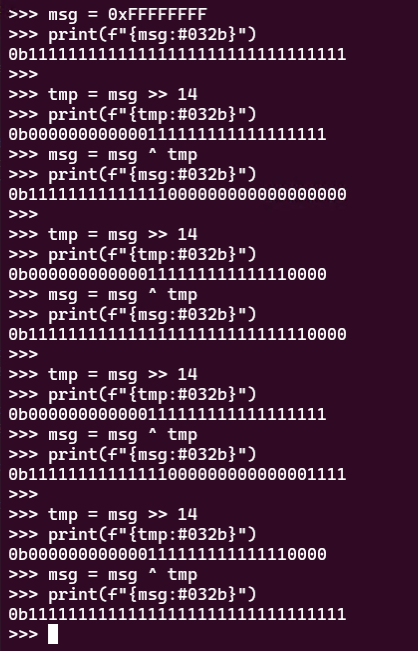 >>> msg = 0xFFFFFFFF
>>> print(f"{msg:#032b}")
0b11111111111111111111111111111111
>>>
>>> tmp = msg >> 14
>>> print(f"{tmp:#032b}")
0b000000000000111111111111111111
>>> msg = msg ^ tmp
>>> print(f"{msg:#032b}")
0b11111111111111000000000000000000
>>>
>>> tmp = msg >> 14
>>> print(f"{tmp:#032b}")
0b000000000000111111111111110000
>>> msg = msg ^ tmp
>>> print(f"{msg:#032b}")
0b11111111111111111111111111110000
>>>
>>> tmp = msg >> 14
>>> print(f"{tmp:#032b}")
0b000000000000111111111111111111
>>> msg = msg ^ tmp
>>> print(f"{msg:#032b}")
0b11111111111111000000000000001111
>>>
>>> tmp = msg >> 14
>>> print(f"{tmp:#032b}")
0b000000000000111111111111110000
>>> msg = msg ^ tmp
>>> print(f"{msg:#032b}")
0b11111111111111111111111111111111
>>>